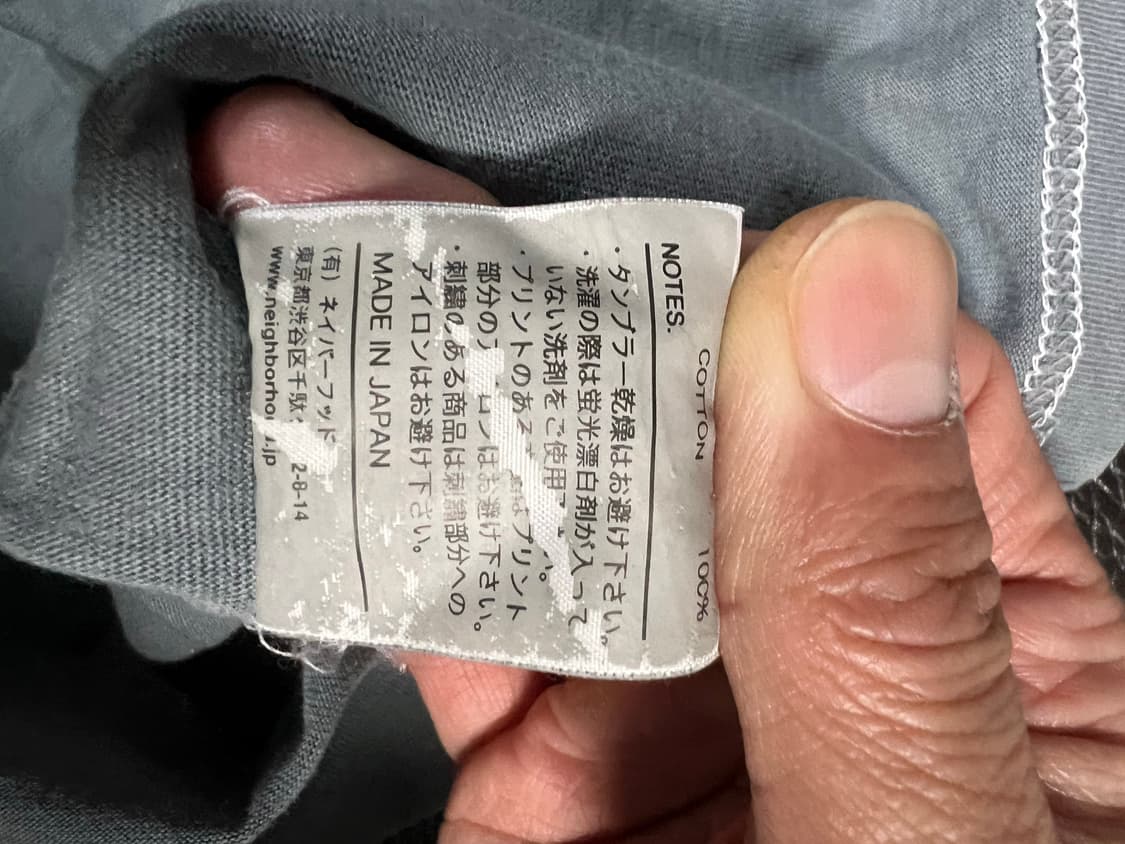 COTTON 100%
NOTES.
・タンブラー乾燥はお避け下さい。
・洗濯の際は蛍光漂白剤が入って
いない洗剤をご使用
・プリントのある プリント
部分の ロンはお避け下さい。
・刺繍のある商品は刺繍部分への
アイロンはお避け下さい。
MADE IN JAPAN
(有) ネイバーフッド
東京都渋谷区千駄 2-8-14
www.neighborho .jp